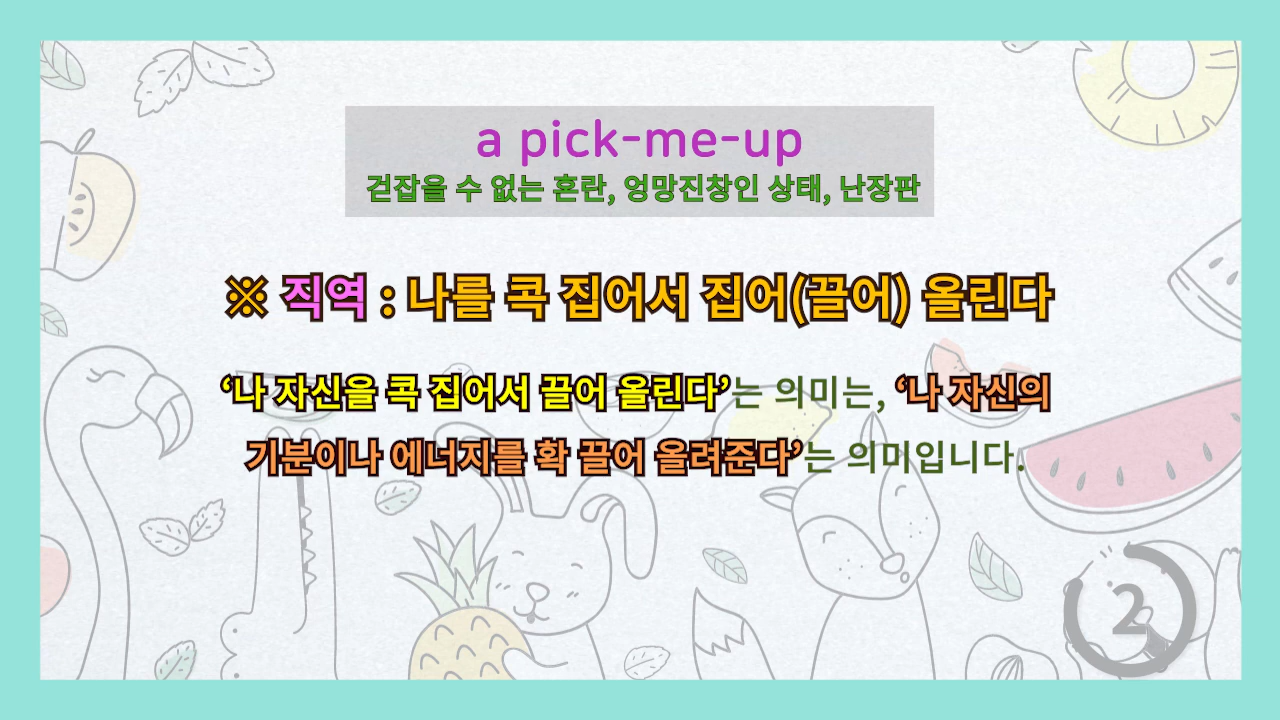 a pick-me-up
걷잡을 수 없는 혼란, 엉망진창인 상태, 난장판
※ 직역 : 나를 콕 집어서 집어(끌어) 올린다
‘나 자신을 콕 집어서 끌어 올린다’는 의미는, ‘나 자신의
기분이나 에너지를 확 끌어 올려준다’는 의미입니다.
2